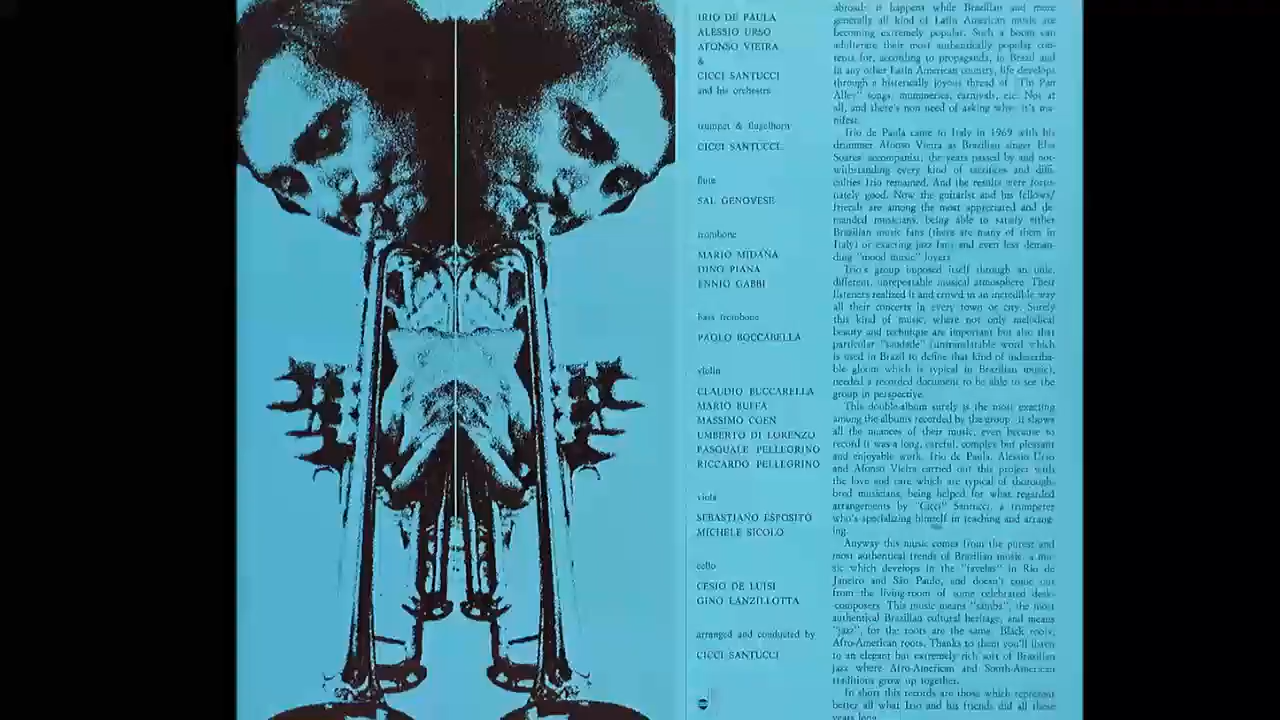 IRIO DE PAULA
ALESSIO URSO
AFONSO VIEIRA
&
CICCI SANTUCCI
and his orchestra
trumpet & flugelhorn
CICCI SANTUCCI
flute
SAL GENOVESE
trombone
MARIO MIDANA
DINO PIANA
ENNIO GABBI
bass trombone
PAOLO BOCCABELLA
violin
CLAUDIO BUCCARELLA
MARIO BUFFA
MASSIMO COEN
UMBERTO DI LORENZO
PASQUALE PELLEGRINO
RICCARDO PELLEGRINO
viola
SEBASTIANO ESPOSITO
MICHELE SICOLO
cello
CESIO DE LUISI
GINO LANZILLOTTA
arranged and conducted by
CICCI SANTUCCI
abroad: it happens while Brazilian and more
generally all kind of Latin American music are
becoming extremely popular. Such a boom can
adulterate their most authentically popular con-
tents for, according to propaganda, in Brazil and
in any other Latin American country, life develops
through a histerically joyous thread of "Tin Pan
Alley" songs, mummeries, carnivals, etc. Not at
all, and there's non need of asking why: it's ma-
nifest.
Irio de Paula came to Italy in 1969 with his
drummer Afonso Vieira as Brazilian singer Elza
Soares' accompanist, the years passed by and not-
withstanding every kind of sacrifices and diffi-
culties Irio remained. And the results were fortu-
nately good. Now the guitarist and his fellows/
friends are among the most appreciated and de-
manded musicians, being able to satisfy either
Brazilian music fans (there are many of them in
Italy) or exacting jazz fans and even less deman-
ding "mood music" lovers.
Irio's group imposed itself through an unic,
different, unrepeatable musical atmosphere. Their
listeners realized it and crowd in an incredible way
all their concerts in every town or city. Surely
this kind of music, where not only melodical
beauty and technique are important but also that
particular "saudade" (untranslatable word which
is used in Brazil to define that kind of indescriba-
ble gloom which is typical in Brazilian music),
needed a recorded document to be able to see the
group in perspective.
This double-album surely is the most exacting
among the albums recorded by the group: it shows
all the nuances of their music, even because to
record it was a long, careful, complex but pleasant
and enjoyable work. Irio de Paula, Alessio Urso
and Afonso Vieira carried out this project with
the love and care which are typical of thorough-
bred musicians, being helped for what regarded
arrangements by "Cicci" Santucci, a trumpeter
who's specializing himself in teaching and arrang-
ing.
Anyway this music comes from the purest and
most authentical trends of Brazilian music: a mu-
sic which develops in the "favelas" in Rio de
Janeiro and São Paulo, and doesn't come out
from the living-room of some celebrated desk-
composers. This music means "samba", the most
authentical Brazilian cultural heritage, and means
"jazz", for the roots are the same. Black roots,
Afro-American roots. Thanks to them you'll listen
to an elegant but extremely rich sort of Brazilian
jazz where Afro-American and South-American
traditions grow up together.
In short this records are those which represent
better all what Irio and his friends did all these
years long.